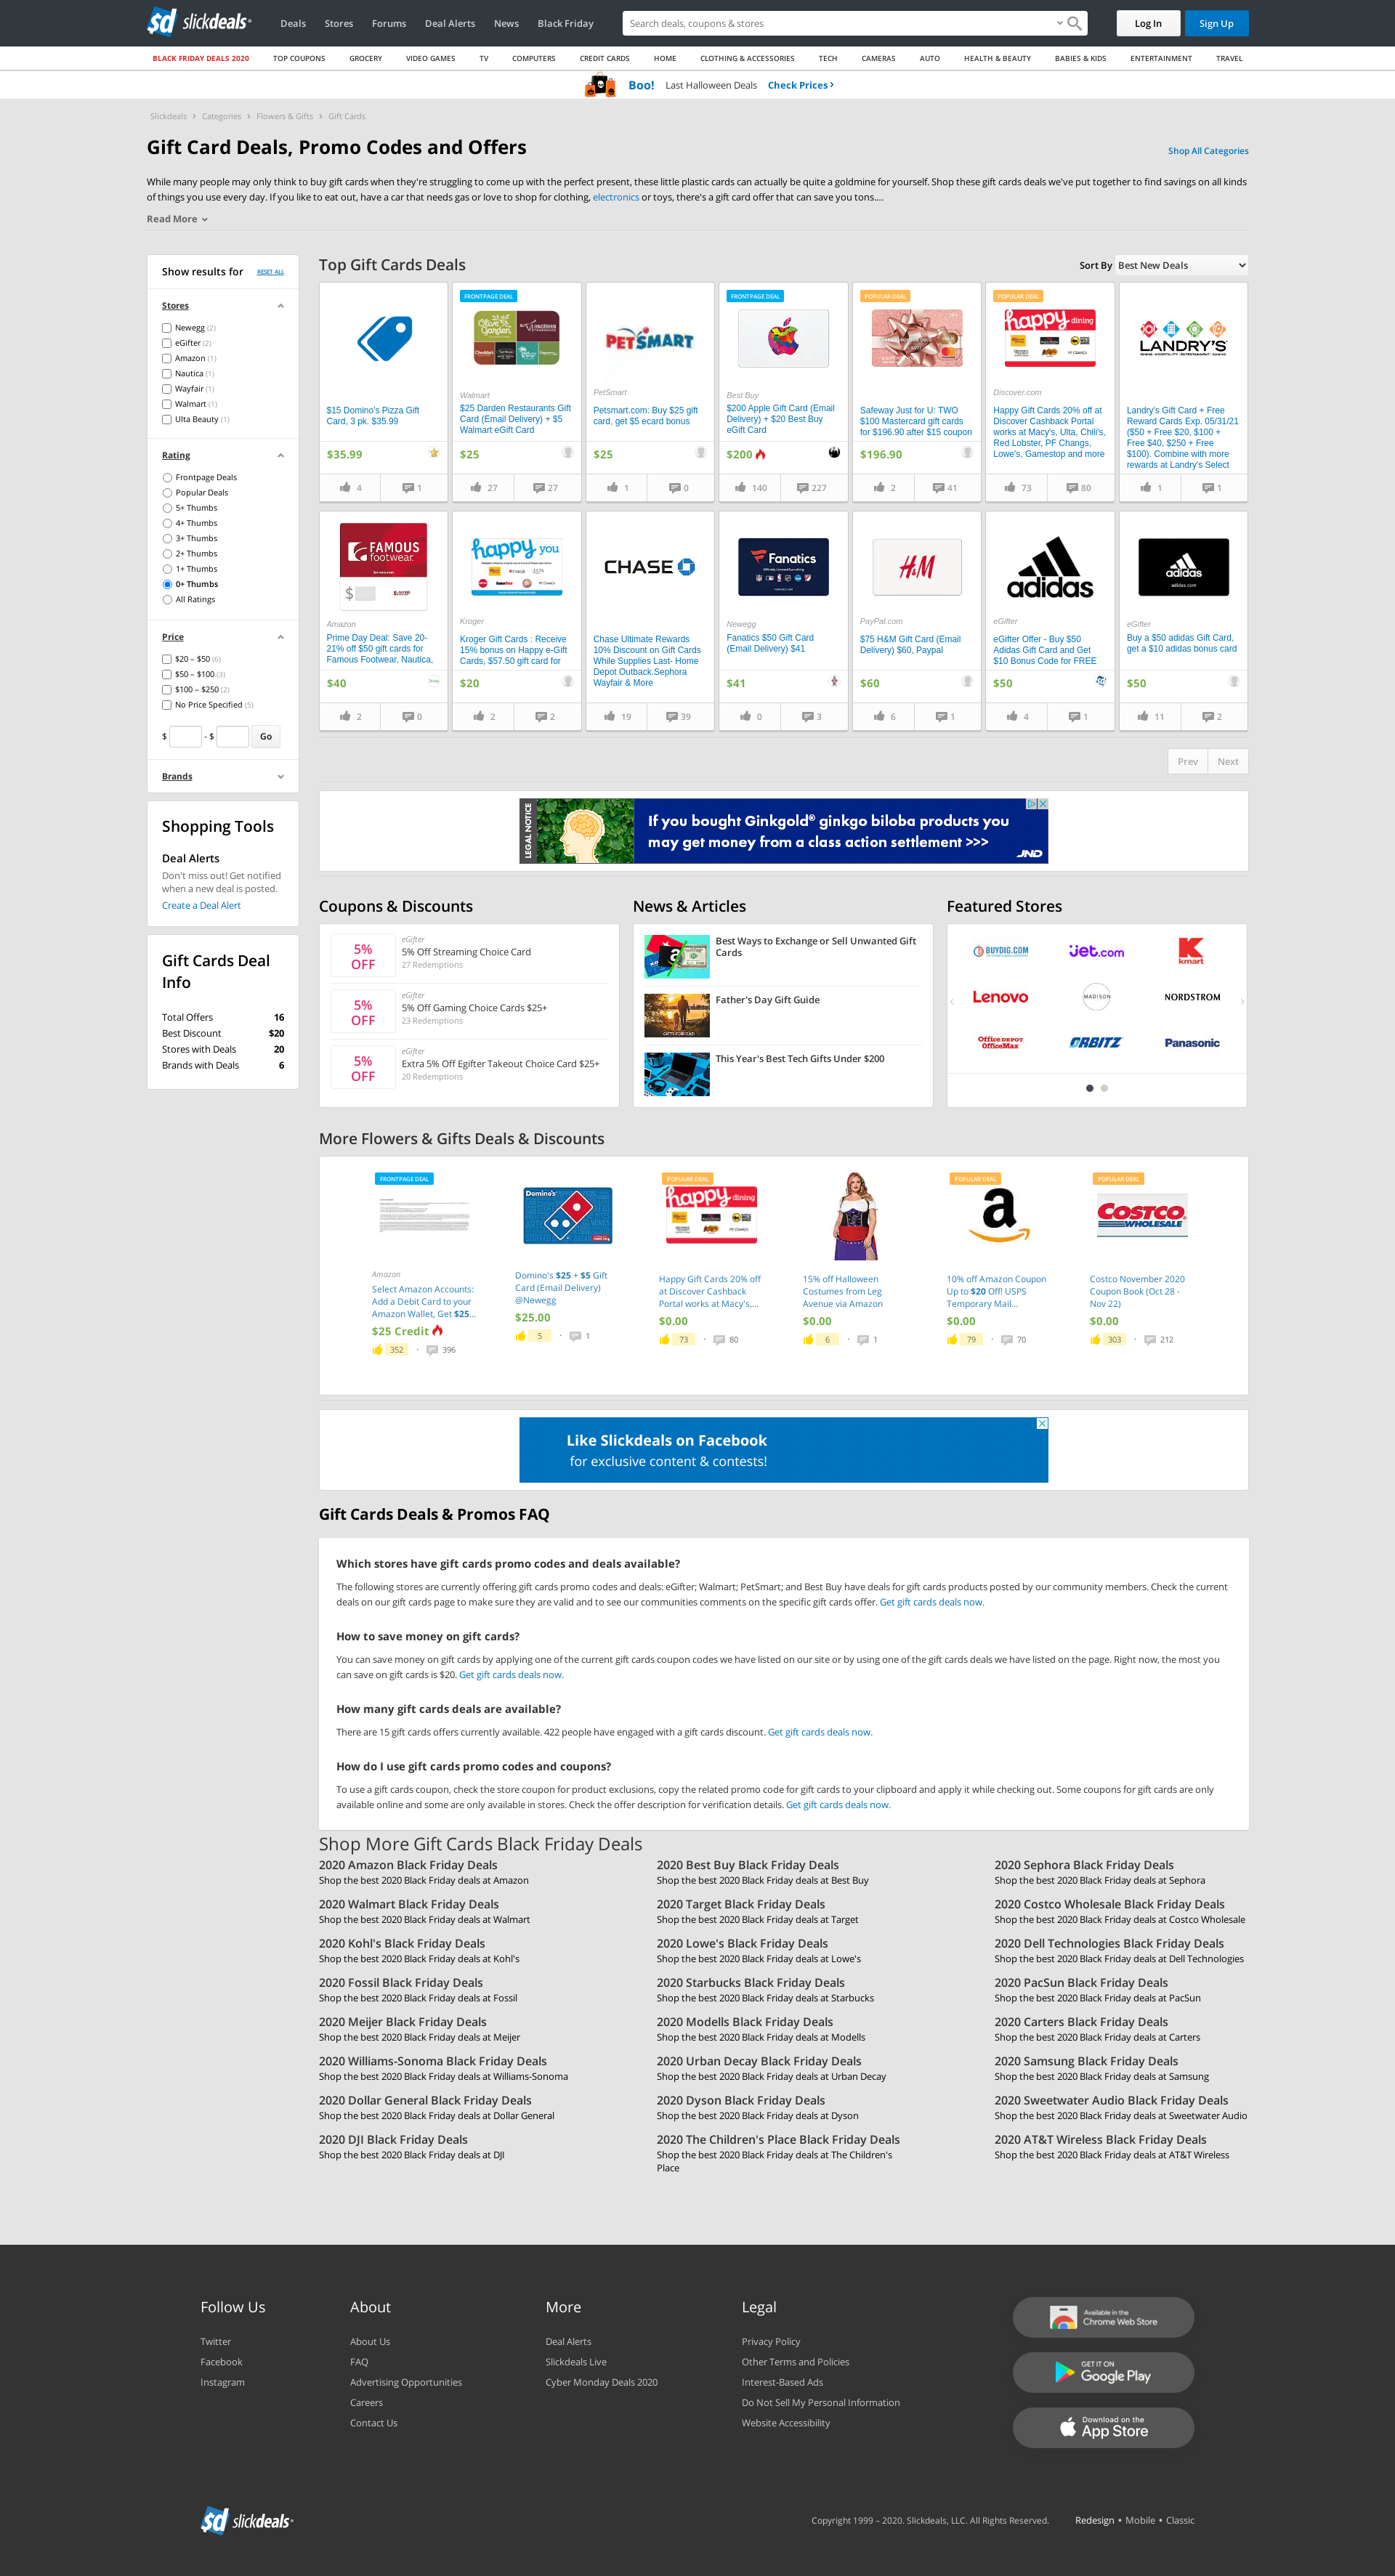 slickdeals
Deals Stores Forums Deal Alerts News Black Friday
Search deals, coupons & stores
Log In Sign Up
BLACK FRIDAY DEALS 2020 TOP COUPONS GROCERY VIDEO GAMES TV COMPUTERS CREDIT CARDS HOME CLOTHING & ACCESSORIES TECH CAMERAS AUTO HEALTH & BEAUTY BABIES & KIDS ENTERTAINMENT TRAVEL
Boo! Last Halloween Deals Check Prices
Slickdeals › Categories › Flowers & Gifts › Gift Cards
Gift Card Deals, Promo Codes and Offers
Shop All Categories
While many people may only think to buy gift cards when they're struggling to come up with the perfect present, these little plastic cards can actually be quite a goldmine for yourself. Shop these gift cards deals we've put together to find savings on all kinds
of things you use every day. If you like to eat out, have a car that needs gas or love to shop for clothing, electronics or toys, there's a gift card offer that can save you tons....
Read More
Show results for RESET ALL
Stores
Newegg (2)
eGifter (2)
Amazon (1)
Nautica (1)
Wayfair (1)
Walmart (1)
Ulta Beauty (1)
Rating
Frontpage Deals
Popular Deals
5+ Thumbs
4+ Thumbs
3+ Thumbs
2+ Thumbs
1+ Thumbs
0+ Thumbs
All Ratings
Price
$20 – $50 (6)
$50 – $100 (3)
$100 – $250 (2)
No Price Specified (5)
$ - $ Go
Brands
Shopping Tools
Deal Alerts
Don't miss out! Get notified
when a new deal is posted.
Create a Deal Alert
Gift Cards Deal
Info
Total Offers 16
Best Discount $20
Stores with Deals 20
Brands with Deals 6
Top Gift Cards Deals
Sort By Best New Deals
$15 Domino's Pizza Gift
Card, 3 pk. $35.99
$35.99
4 1
FRONTPAGE DEAL
Olive Garden
LongHorn
Walmart
$25 Darden Restaurants Gift
Card (Email Delivery) + $5
Walmart eGift Card
$25
27 27
PETSMART
PetSmart
Petsmart.com: Buy $25 gift
card, get $5 ecard bonus
$25
1 0
FRONTPAGE DEAL
Best Buy
$200 Apple Gift Card (Email
Delivery) + $20 Best Buy
eGift Card
$200
140 227
POPULAR DEAL
Safeway Just for U: TWO
$100 Mastercard gift cards
for $196.90 after $15 coupon
$196.90
2 41
POPULAR DEAL
happy dining
Discover.com
Happy Gift Cards 20% off at
Discover Cashback Portal
works at Macy's, Ulta, Chili's,
Red Lobster, PF Changs,
Lowe's, Gamestop and more
73 80
LANDRY'S
Landry's Gift Card + Free
Reward Cards Exp. 05/31/21
($50 + Free $20, $100 +
Free $40, $250 + Free
$100). Combine with more
rewards at Landry's Select
1 1
FAMOUS
footwear
$
Amazon
Prime Day Deal: Save 20-
21% off $50 gift cards for
Famous Footwear, Nautica,
$40
2 0
happy you
Kroger
Kroger Gift Cards : Receive
15% bonus on Happy e-Gift
Cards, $57.50 gift card for
$20
2 2
CHASE
Chase Ultimate Rewards
10% Discount on Gift Cards
While Supplies Last- Home
Depot Outback.Sephora
Wayfair & More
19 39
Fanatics
Newegg
Fanatics $50 Gift Card
(Email Delivery) $41
$41
0 3
H&M
PayPal.com
$75 H&M Gift Card (Email
Delivery) $60, Paypal
$60
6 1
adidas
eGifter
eGifter Offer - Buy $50
Adidas Gift Card and Get
$10 Bonus Code for FREE
$50
4 1
adidas
adidas.com
eGifter
Buy a $50 adidas Gift Card,
get a $10 adidas bonus card
$50
11 2
Prev Next
LEGAL NOTICE
If you bought Ginkgold® ginkgo biloba products you
may get money from a class action settlement >>>
JND
Coupons & Discounts
5%
OFF
eGifter
5% Off Streaming Choice Card
27 Redemptions
5%
OFF
eGifter
5% Off Gaming Choice Cards $25+
23 Redemptions
5%
OFF
eGifter
Extra 5% Off Egifter Takeout Choice Card $25+
20 Redemptions
News & Articles
Best Ways to Exchange or Sell Unwanted Gift
Cards
Father's Day Gift Guide
GIFTS FOR DAD
This Year's Best Tech Gifts Under $200
Featured Stores
BUYDIG.COM
jet.com
kmart
Lenovo
MADISON
NORDSTROM
Office DEPOT
OfficeMax
ORBITZ
Panasonic
More Flowers & Gifts Deals & Discounts
FRONTPAGE DEAL
Amazon
Select Amazon Accounts:
Add a Debit Card to your
Amazon Wallet, Get $25...
$25 Credit
352 · 396
Domino's
Domino's $25 + $5 Gift
Card (Email Delivery)
@Newegg
$25.00
5 · 1
POPULAR DEAL
happy dining
Happy Gift Cards 20% off
at Discover Cashback
Portal works at Macy's,...
$0.00
73 · 80
15% off Halloween
Costumes from Leg
Avenue via Amazon
$0.00
6 · 1
POPULAR DEAL
a
10% off Amazon Coupon
Up to $20 Off! USPS
Temporary Mail...
$0.00
79 · 70
POPULAR DEAL
COSTCO
WHOLESALE
Costco November 2020
Coupon Book (Oct 28 -
Nov 22)
$0.00
303 · 212
Like Slickdeals on Facebook
for exclusive content & contests!
Gift Cards Deals & Promos FAQ
Which stores have gift cards promo codes and deals available?
The following stores are currently offering gift cards promo codes and deals: eGifter; Walmart; PetSmart; and Best Buy have deals for gift cards products posted by our community members. Check the current
deals on our gift cards page to make sure they are valid and to see our communities comments on the specific gift cards offer. Get gift cards deals now.
How to save money on gift cards?
You can save money on gift cards by applying one of the current gift cards coupon codes we have listed on our site or by using one of the gift cards deals we have listed on the page. Right now, the most you
can save on gift cards is $20. Get gift cards deals now.
How many gift cards deals are available?
There are 15 gift cards offers currently available. 422 people have engaged with a gift cards discount. Get gift cards deals now.
How do I use gift cards promo codes and coupons?
To use a gift cards coupon, check the store coupon for product exclusions, copy the related promo code for gift cards to your clipboard and apply it while checking out. Some coupons for gift cards are only
available online and some are only available in stores. Check the offer description for verification details. Get gift cards deals now.
Shop More Gift Cards Black Friday Deals
2020 Amazon Black Friday Deals
Shop the best 2020 Black Friday deals at Amazon
2020 Best Buy Black Friday Deals
Shop the best 2020 Black Friday deals at Best Buy
2020 Sephora Black Friday Deals
Shop the best 2020 Black Friday deals at Sephora
2020 Walmart Black Friday Deals
Shop the best 2020 Black Friday deals at Walmart
2020 Target Black Friday Deals
Shop the best 2020 Black Friday deals at Target
2020 Costco Wholesale Black Friday Deals
Shop the best 2020 Black Friday deals at Costco Wholesale
2020 Kohl's Black Friday Deals
Shop the best 2020 Black Friday deals at Kohl's
2020 Lowe's Black Friday Deals
Shop the best 2020 Black Friday deals at Lowe's
2020 Dell Technologies Black Friday Deals
Shop the best 2020 Black Friday deals at Dell Technologies
2020 Fossil Black Friday Deals
Shop the best 2020 Black Friday deals at Fossil
2020 Starbucks Black Friday Deals
Shop the best 2020 Black Friday deals at Starbucks
2020 PacSun Black Friday Deals
Shop the best 2020 Black Friday deals at PacSun
2020 Meijer Black Friday Deals
Shop the best 2020 Black Friday deals at Meijer
2020 Modells Black Friday Deals
Shop the best 2020 Black Friday deals at Modells
2020 Carters Black Friday Deals
Shop the best 2020 Black Friday deals at Carters
2020 Williams-Sonoma Black Friday Deals
Shop the best 2020 Black Friday deals at Williams-Sonoma
2020 Urban Decay Black Friday Deals
Shop the best 2020 Black Friday deals at Urban Decay
2020 Samsung Black Friday Deals
Shop the best 2020 Black Friday deals at Samsung
2020 Dollar General Black Friday Deals
Shop the best 2020 Black Friday deals at Dollar General
2020 Dyson Black Friday Deals
Shop the best 2020 Black Friday deals at Dyson
2020 Sweetwater Audio Black Friday Deals
Shop the best 2020 Black Friday deals at Sweetwater Audio
2020 DJI Black Friday Deals
Shop the best 2020 Black Friday deals at DJI
2020 The Children's Place Black Friday Deals
Shop the best 2020 Black Friday deals at The Children's
Place
2020 AT&T Wireless Black Friday Deals
Shop the best 2020 Black Friday deals at AT&T Wireless
Follow Us
Twitter
Facebook
Instagram
About
About Us
FAQ
Advertising Opportunities
Careers
Contact Us
More
Deal Alerts
Slickdeals Live
Cyber Monday Deals 2020
Legal
Privacy Policy
Other Terms and Policies
Interest-Based Ads
Do Not Sell My Personal Information
Website Accessibility
Available in the
Chrome Web Store
GET IT ON
Google Play
Download on the
App Store
sd slickdeals
Copyright 1999 – 2020. Slickdeals, LLC. All Rights Reserved. Redesign • Mobile • Classic